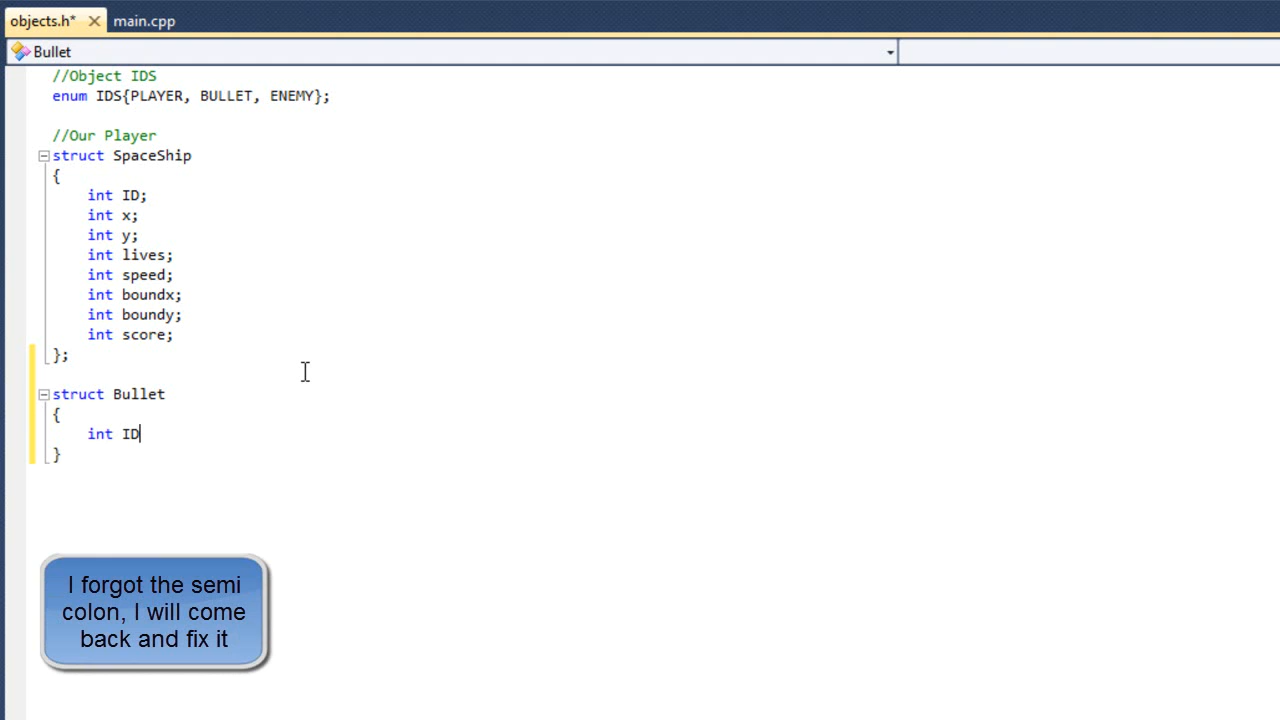 objects.h* main.cpp
Bullet
//Object IDS
enum IDS{PLAYER, BULLET, ENEMY};
//Our Player
struct SpaceShip
{
int ID;
int x;
int y;
int lives;
int speed;
int boundx;
int boundy;
int score;
};
struct Bullet
{
int ID
}
I forgot the semi
colon, I will come
back and fix it